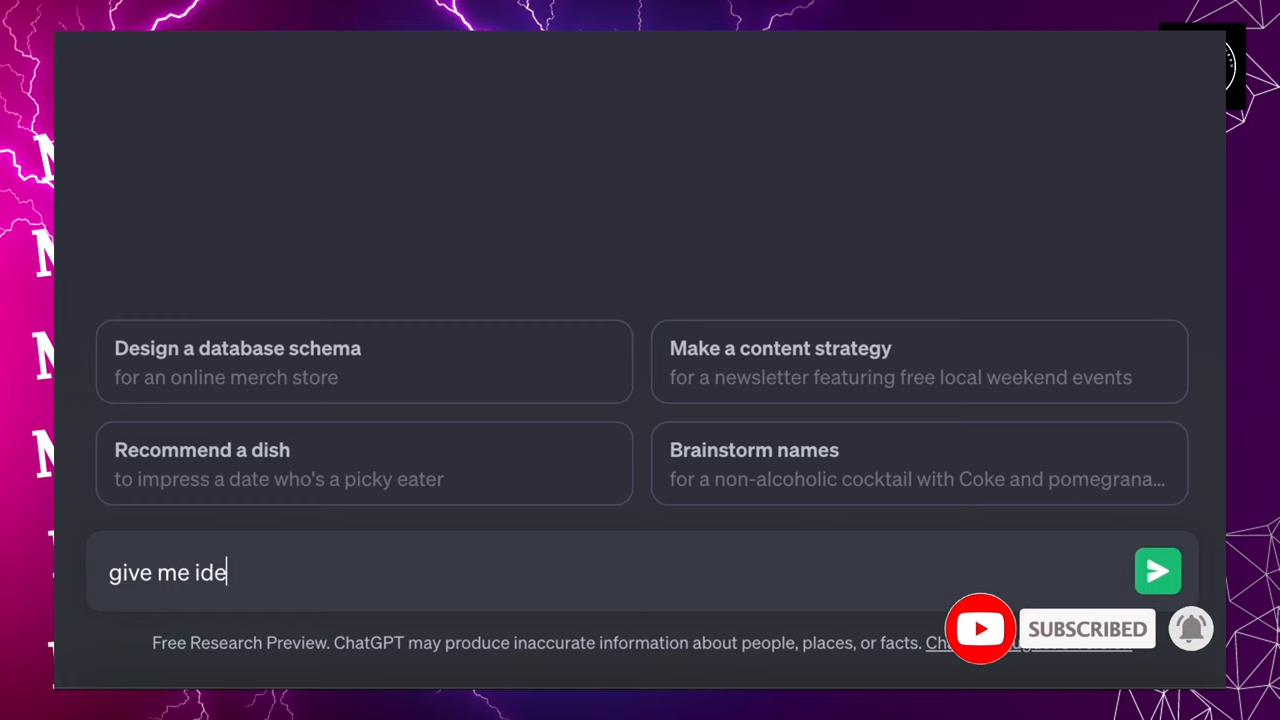 Design a database schema
for an online merch store
Make a content strategy
for a newsletter featuring free local weekend events
Recommend a dish
to impress a date who's a picky eater
Brainstorm names
for a non-alcoholic cocktail with Coke and pomegrana...
give me ide
SUBSCRIBED
Free Research Preview. ChatGPT may produce inaccurate information about people, places, or facts.